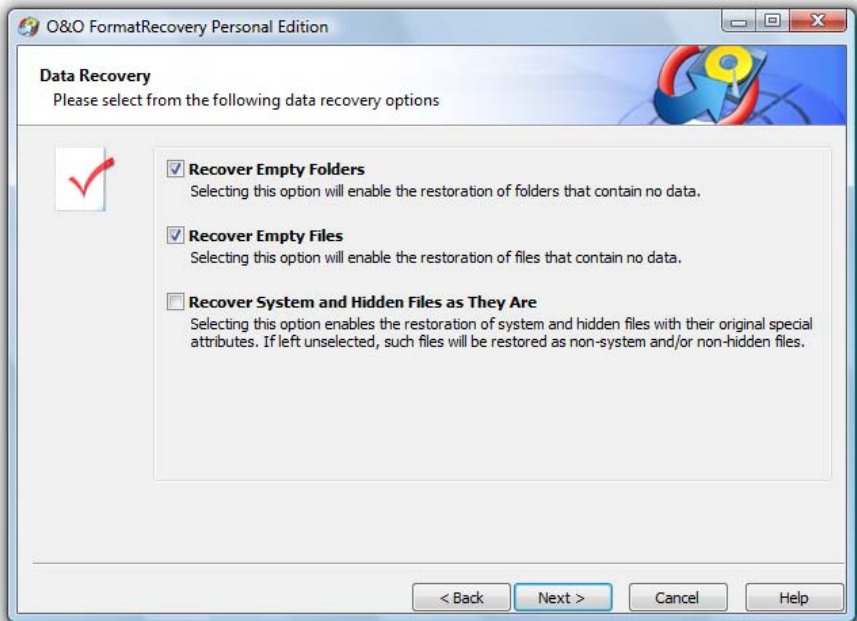 O&O FormatRecovery Personal Edition
Data Recovery
Please select from the following data recovery options
Recover Empty Folders
Selecting this option will enable the restoration of folders that contain no data.
Recover Empty Files
Selecting this option will enable the restoration of files that contain no data.
Recover System and Hidden Files as They Are
Selecting this option enables the restoration of system and hidden files with their original special
attributes. If left unselected, such files will be restored as non-system and/or non-hidden files.
< Back Next > Cancel Help